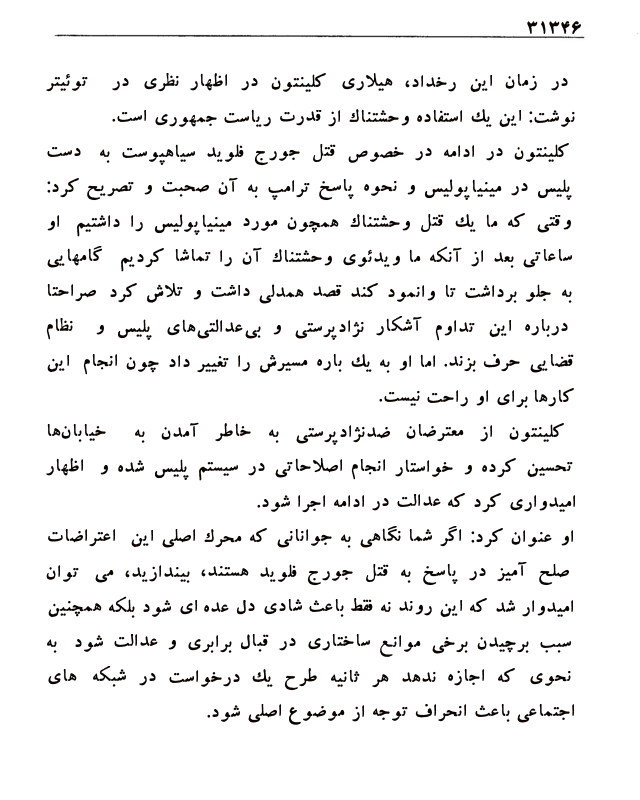 ۳۱۳۴۶
در زمان این رخداد، هیلاری کلینتون در اظهار نظری در توئیتر
نوشت: این یك استفاده وحشتناك از قدرت ریاست جمهوری است.
کلینتون در ادامه در خصوص قتل جورج فلوید سیاهپوست به دست
پلیس در مینیاپولیس و نحوه پاسخ ترامپ به آن صحبت و تصریح کرد:
وقتی که ما یك قتل وحشتناك همچون مورد مینیاپولیس را داشتیم او
ساعاتی بعد از آنکه ما ویدئوی وحشتناك آن را تماشا کردیم گامهایی
به جلو برداشت تا وانمود کند قصد همدلی داشت و تلاش کرد صراحتا
درباره این تداوم آشکار نژادپرستی و بی‌عدالتی‌های پلیس و نظام
قضایی حرف بزند. اما او به یك باره مسیرش را تغییر داد چون انجام این
کارها برای او راحت نیست.
کلینتون از معترضان ضدنژادپرستی به خاطر آمدن به خیابان‌ها
تحسین کرده و خواستار انجام اصلاحاتی در سیستم پلیس شده و اظهار
امیدواری کرد که عدالت در ادامه اجرا شود.
او عنوان کرد: اگر شما نگاهی به جوانانی که محرك اصلی این اعتراضات
صلح آمیز در پاسخ به قتل جورج فلوید هستند، بیندازید، می توان
امیدوار شد که این روند نه فقط باعث شادی دل عده ای شود بلکه همچنین
سبب برچیدن برخی موانع ساختاری در قبال برابری و عدالت شود به
نحوی که اجازه ندهد هر ثانیه طرح یك درخواست در شبکه های
اجتماعی باعث انحراف توجه از موضوع اصلی شود.